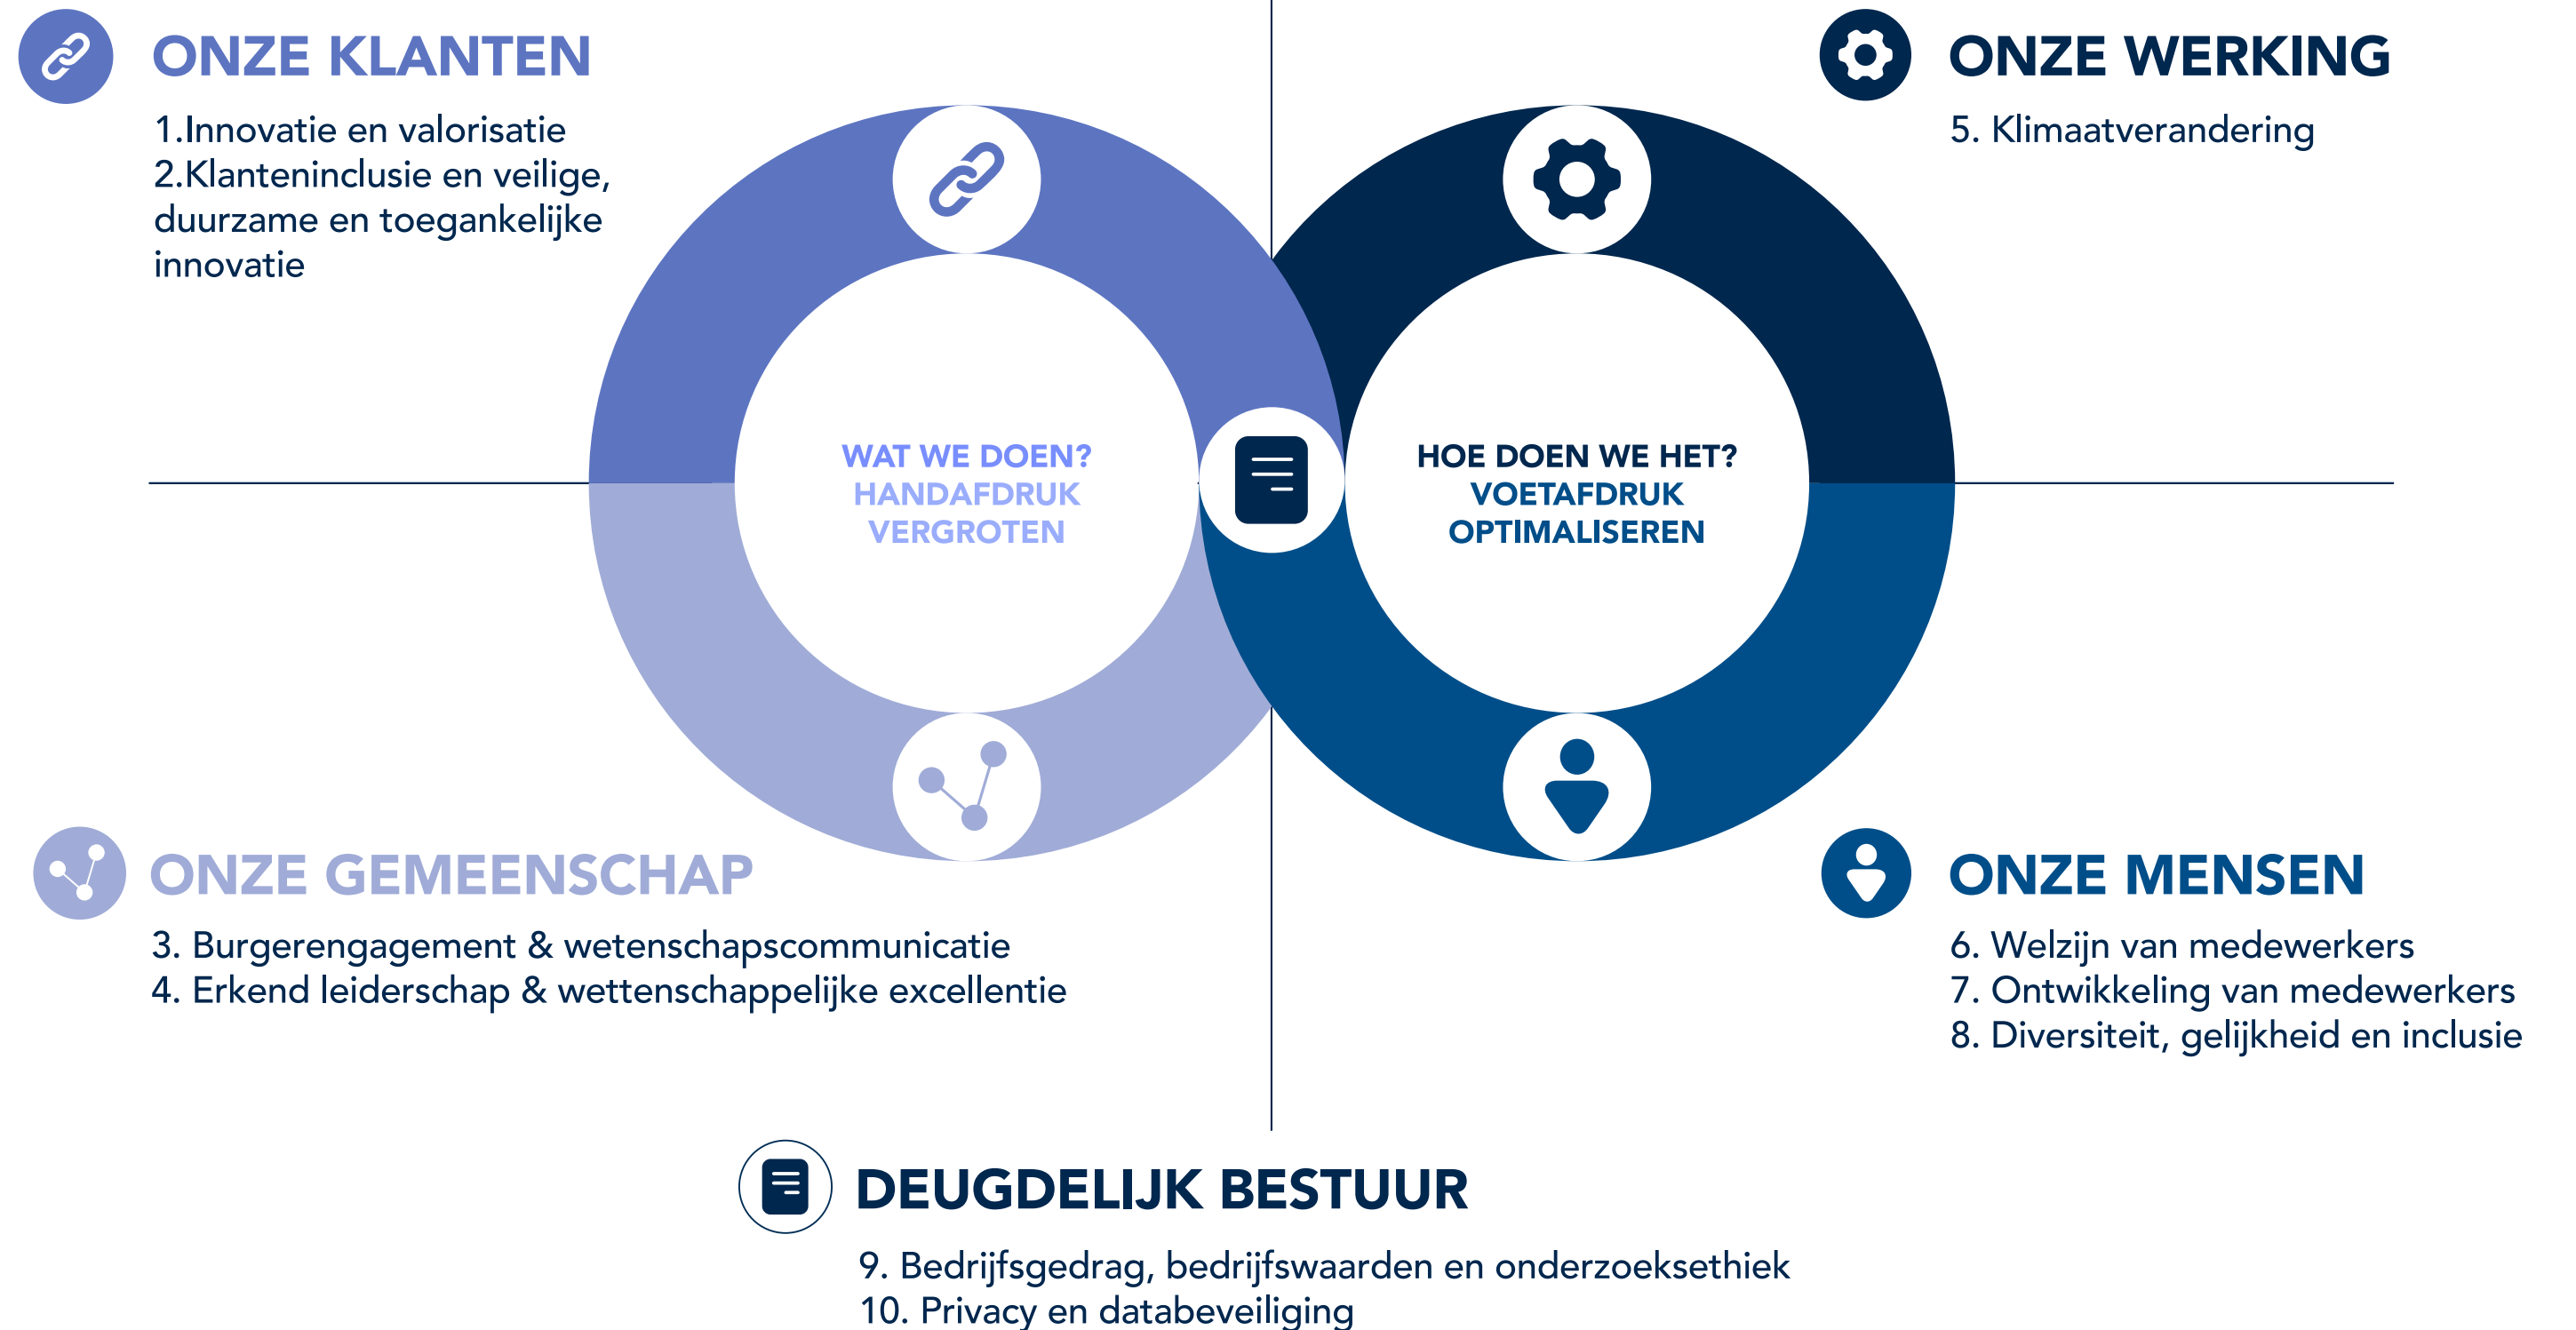 ONZE KLANTEN
1.Innovatie en valorisatie
2.Klanteninclusie en veilige,
duurzame en toegankelijke
innovatie
ONZE WERKING
5. Klimaatverandering
WAT WE DOEN?
HANDAFDRUK
VERGROTEN
HOE DOEN WE HET?
VOETAFDRUK
OPTIMALISEREN
ONZE GEMEENSCHAP
3. Burgerengagement & wetenschapscommunicatie
4. Erkend leiderschap & wettenschappelijke excellentie
ONZE MENSEN
6. Welzijn van medewerkers
7. Ontwikkeling van medewerkers
8. Diversiteit, gelijkheid en inclusie
DEUGDELIJK BESTUUR
9. Bedrijfsgedrag, bedrijfswaarden en onderzoeksethiek
10. Privacy en databeveiliging